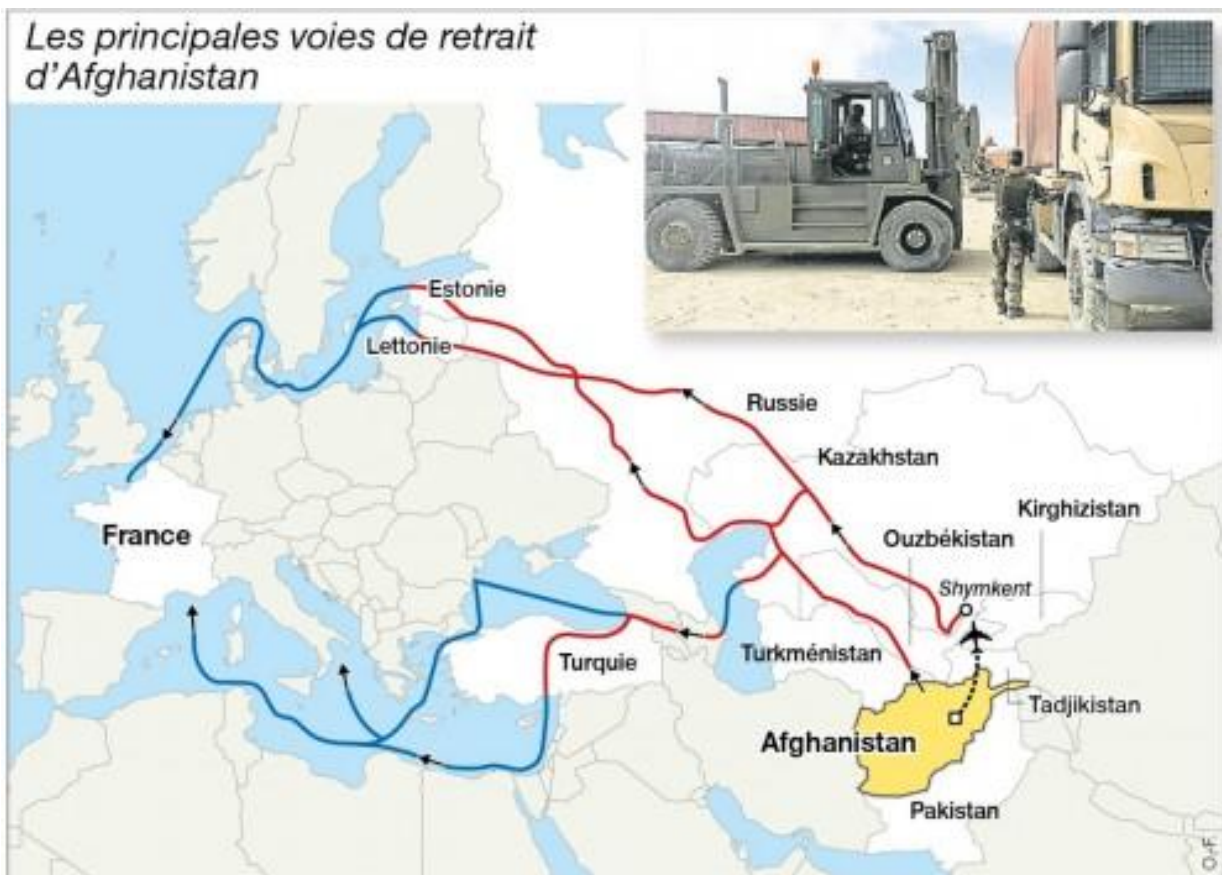 Les principales voies de retrait
d'Afghanistan
Estonie
Lettonie
Russie
Kazakhstan
Kirghizistan
France
Ouzbékistan
Shymkent
Turquie
Turkménistan
Tadjikistan
Afghanistan
Pakistan
O.-F.